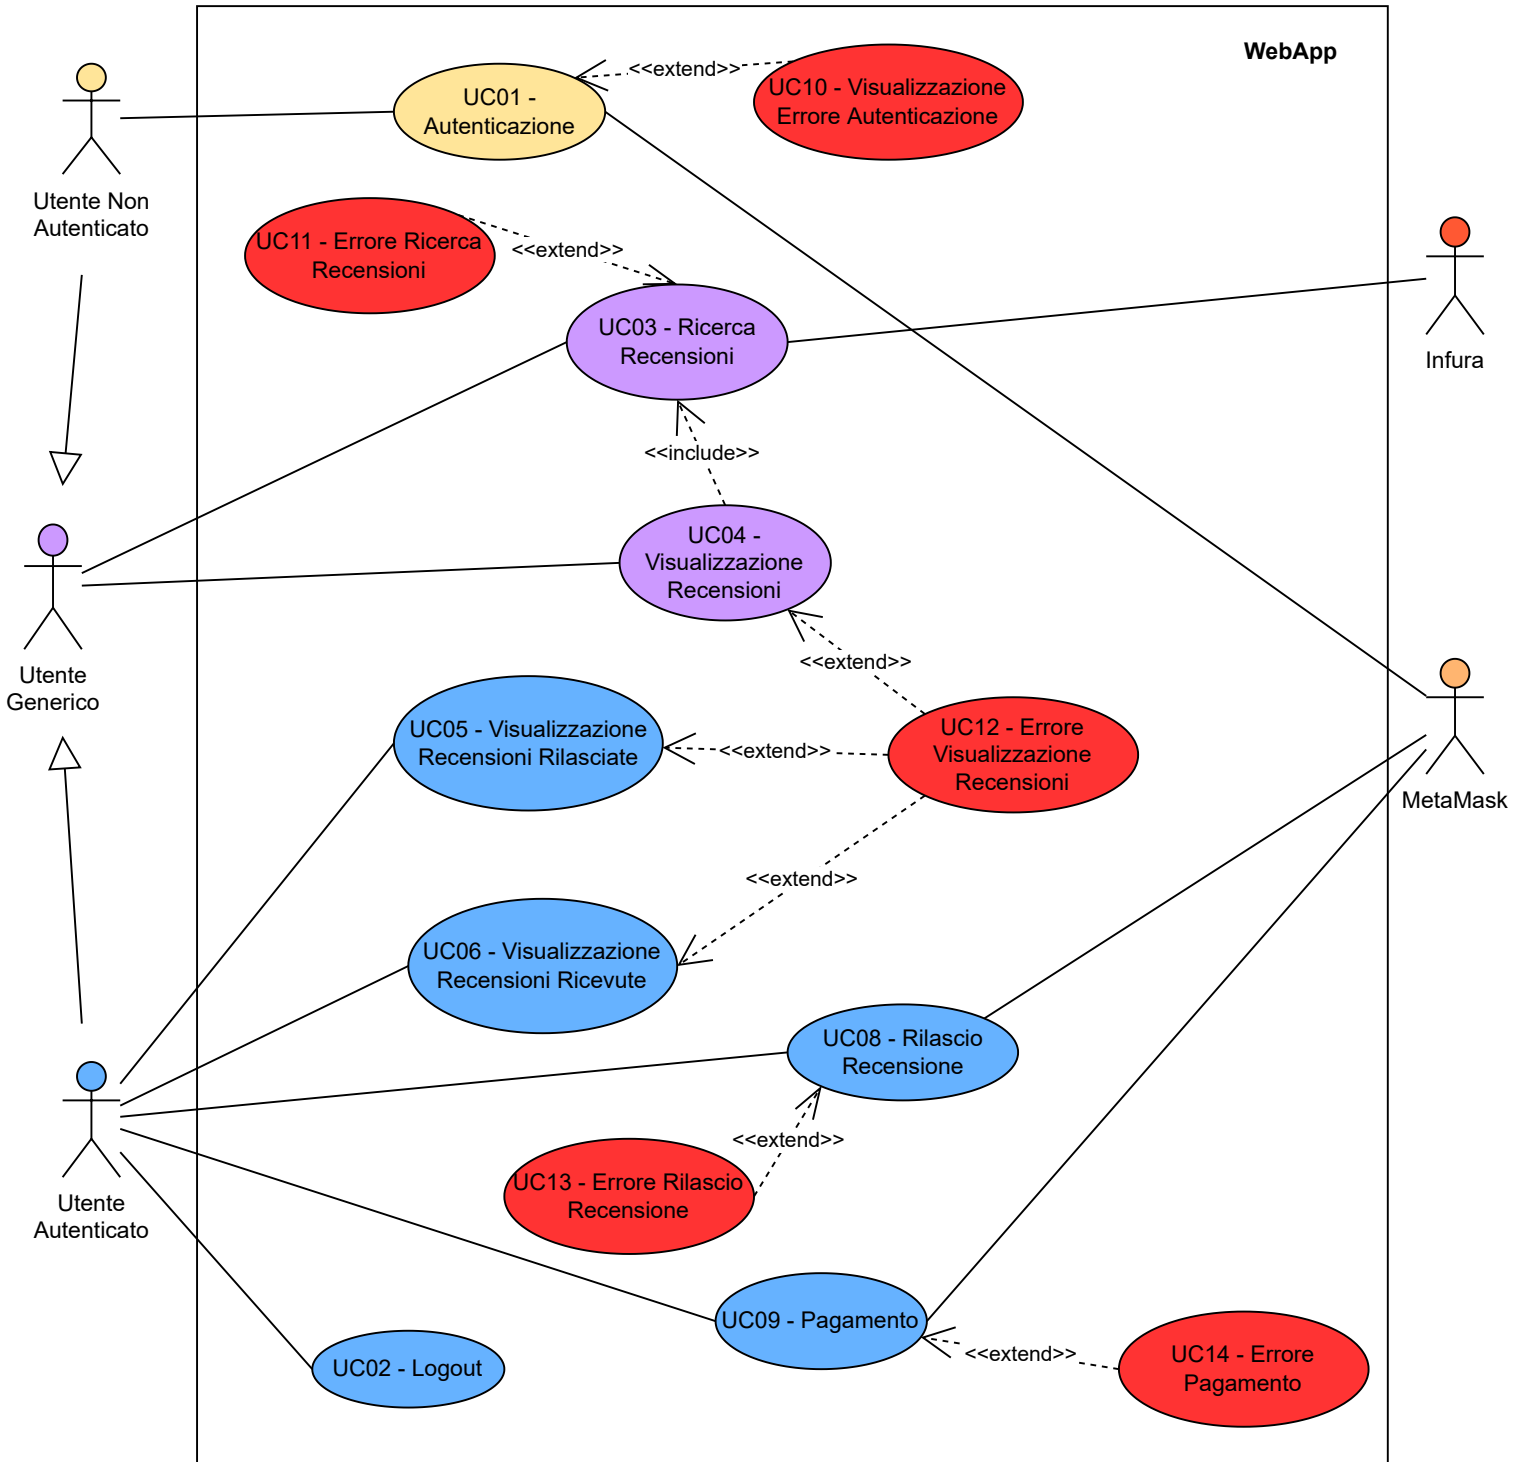 WebApp
<<extend>>
UC01 -
Autenticazione
UC10 - Visualizzazione
Errore Autenticazione
Utente Non
Autenticato
UC11 - Errore Ricerca
Recensioni
<<extend>>
UC03 - Ricerca
Recensioni
Infura
<<include>>
UC04 -
Visualizzazione
Recensioni
Utente
Generico
<<extend>>
UC05 - Visualizzazione
Recensioni Rilasciate
<<extend>>
UC12 - Errore
Visualizzazione
Recensioni
MetaMask
<<extend>>
UC06 - Visualizzazione
Recensioni Ricevute
UC08 - Rilascio
Recensione
<<extend>>
UC13 - Errore Rilascio
Recensione
Utente
Autenticato
UC09 - Pagamento
<<extend>>
UC14 - Errore
Pagamento
UC02 - Logout